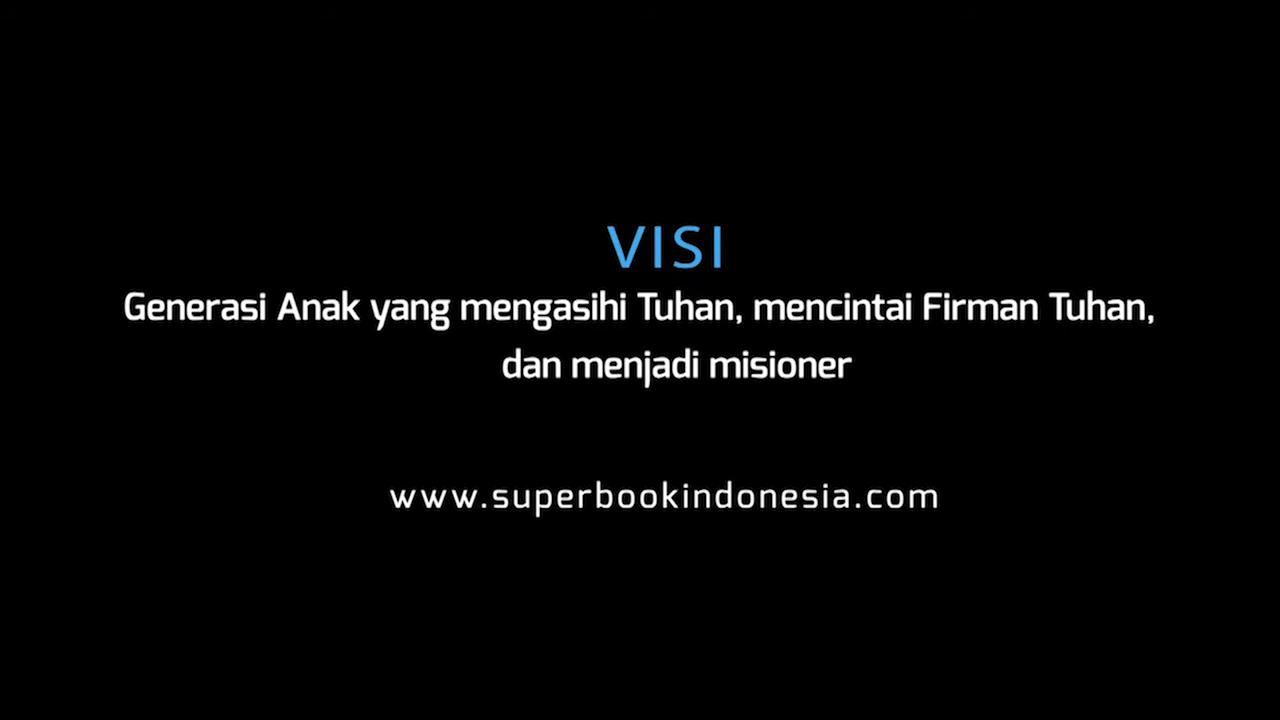 VISI
Generasi Anak yang mengasihi Tuhan, mencintai Firman Tuhan,
dan menjadi misioner
www.superbookindonesia.com